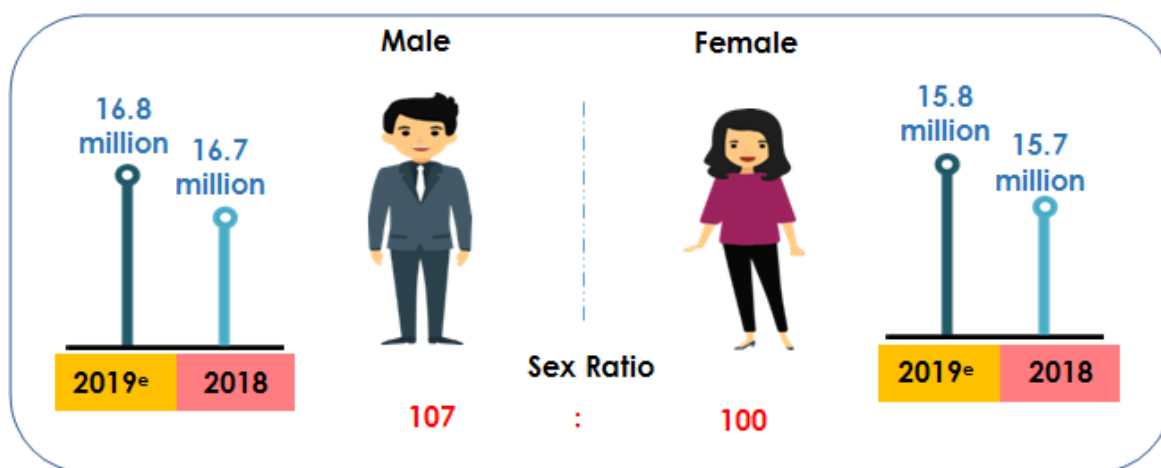 Male
Female
16.8
million
16.7
million
15.8
million
15.7
million
2019ᵉ
2018
Sex Ratio
2019ᵉ
2018
107 : 100